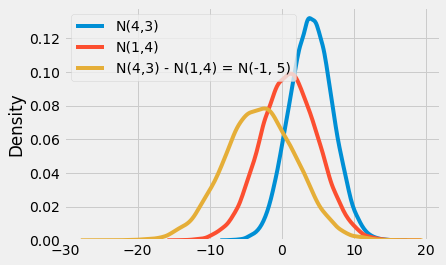 N(4,3)
N(1,4)
N(4,3) - N(1,4) = N(-1, 5)
Density
0.12
0.10
0.08
0.06
0.04
0.02
0.00
−30 −20 −10 0 10 20